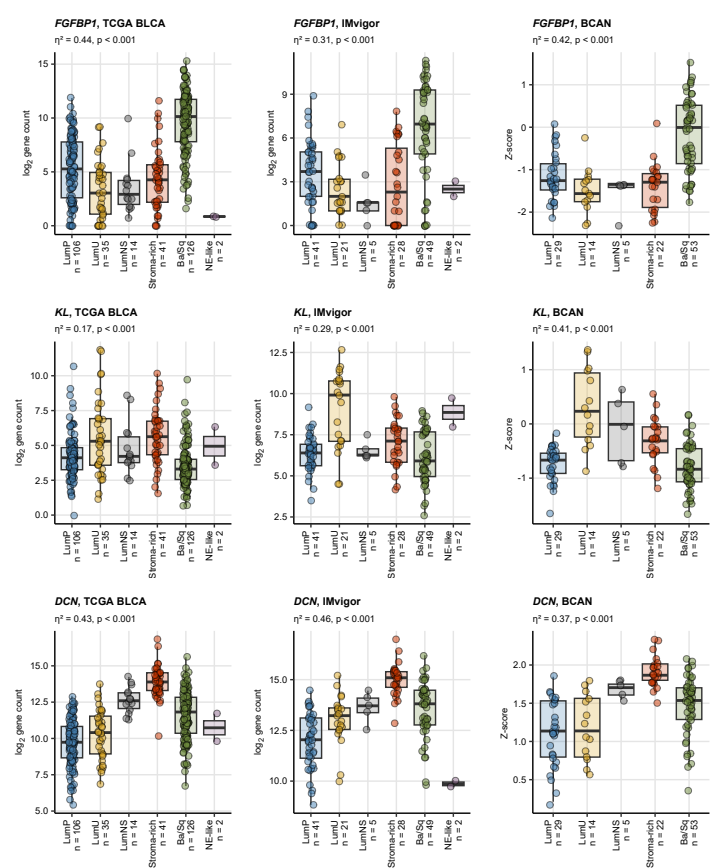 FGFBP1, TCGA BLCA
η² = 0.44, p < 0.001
log₂ gene count
15
10
5
0
LumP
n = 106
LumU
n = 35
LumNS
n = 14
Stroma-rich
n = 41
Ba/Sq
n = 126
NE-like
n = 2
FGFBP1, IMvigor
η² = 0.31, p < 0.001
log₂ gene count
9
6
3
0
LumP
n = 41
LumU
n = 21
LumNS
n = 5
Stroma-rich
n = 28
Ba/Sq
n = 49
NE-like
n = 2
FGFBP1, BCAN
η² = 0.42, p < 0.001
Z-score
1
0
−1
−2
LumP
n = 29
LumU
n = 14
LumNS
n = 5
Stroma-rich
n = 22
Ba/Sq
n = 53
KL, TCGA BLCA
η² = 0.17, p < 0.001
log₂ gene count
10.0
7.5
5.0
2.5
0.0
LumP
n = 106
LumU
n = 35
LumNS
n = 14
Stroma-rich
n = 41
Ba/Sq
n = 126
NE-like
n = 2
KL, IMvigor
η² = 0.29, p < 0.001
log₂ gene count
12.5
10.0
7.5
5.0
2.5
LumP
n = 41
LumU
n = 21
LumNS
n = 5
Stroma-rich
n = 28
Ba/Sq
n = 49
NE-like
n = 2
KL, BCAN
η² = 0.41, p < 0.001
Z-score
1
0
−1
LumP
n = 29
LumU
n = 14
LumNS
n = 5
Stroma-rich
n = 22
Ba/Sq
n = 53
DCN, TCGA BLCA
η² = 0.43, p < 0.001
log₂ gene count
15.0
12.5
10.0
7.5
5.0
LumP
n = 106
LumU
n = 35
LumNS
n = 14
Stroma-rich
n = 41
Ba/Sq
n = 126
NE-like
n = 2
DCN, IMvigor
η² = 0.46, p < 0.001
log₂ gene count
15.0
12.5
10.0
LumP
n = 41
LumU
n = 21
LumNS
n = 5
Stroma-rich
n = 28
Ba/Sq
n = 49
NE-like
n = 2
DCN, BCAN
η² = 0.37, p < 0.001
Z-score
2.0
1.5
1.0
0.5
LumP
n = 29
LumU
n = 14
LumNS
n = 5
Stroma-rich
n = 22
Ba/Sq
n = 53